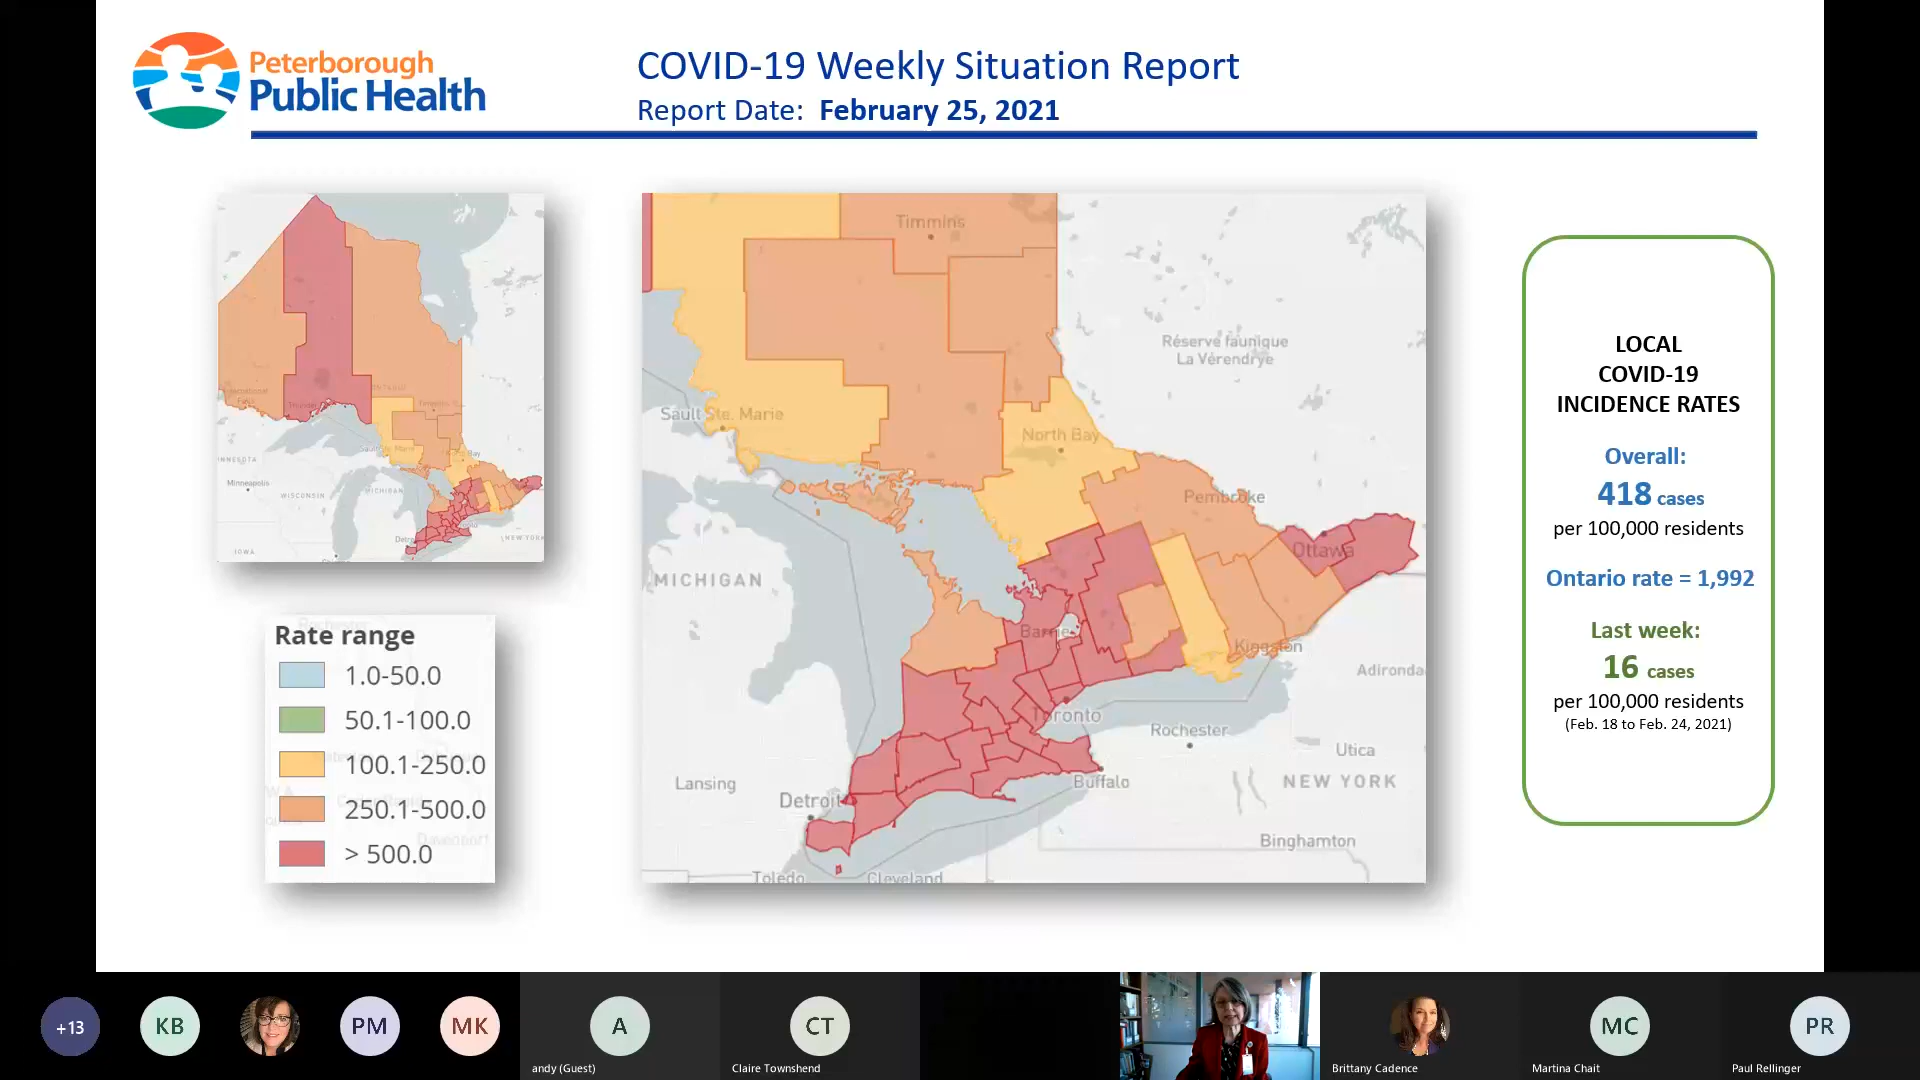 Peterborough
Public Health
COVID-19 Weekly Situation Report
Report Date: February 25, 2021
Minneapolis
WISCONSIN
MICHIGAN
IOWA
Rate range
1.0-50.0
50.1-100.0
100.1-250.0
250.1-500.0
> 500.0
Timmins
Réserve faunique
La Vérendrye
Sault Ste. Marie
North Bay
Pembroke
Ottawa
MICHIGAN
Barrie
Kingston
Adironda
Toronto
Rochester
Utica
Lansing
Buffalo
NEW YORK
Detroit
Binghamton
Toledo
Cleveland
LOCAL
COVID-19
INCIDENCE RATES
Overall:
418 cases
per 100,000 residents
Ontario rate = 1,992
Last week:
16 cases
per 100,000 residents
(Feb. 18 to Feb. 24, 2021)
+13
KB
PM
MK
A
andy (Guest)
CT
Claire Townshend
Brittany Cadence
MC
Martina Chait
PR
Paul Rellinger